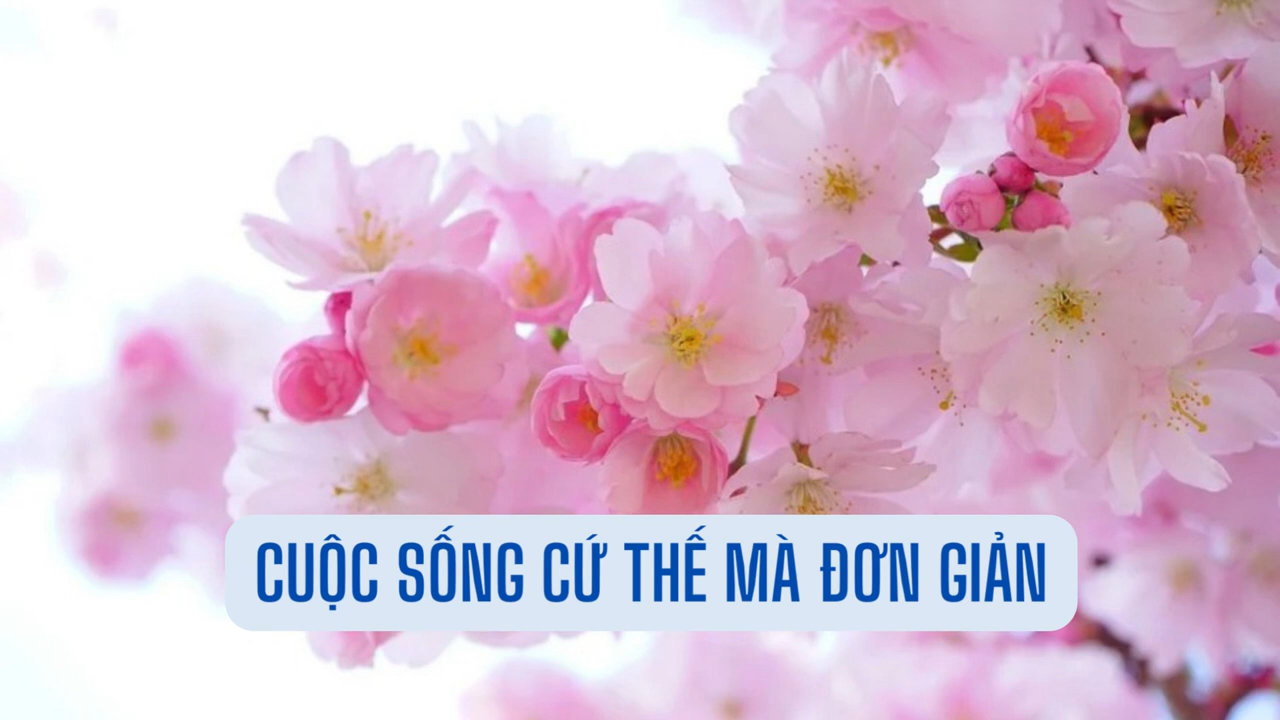 CUỘC SỐNG CỨ THẾ MÀ ĐƠN GIẢN